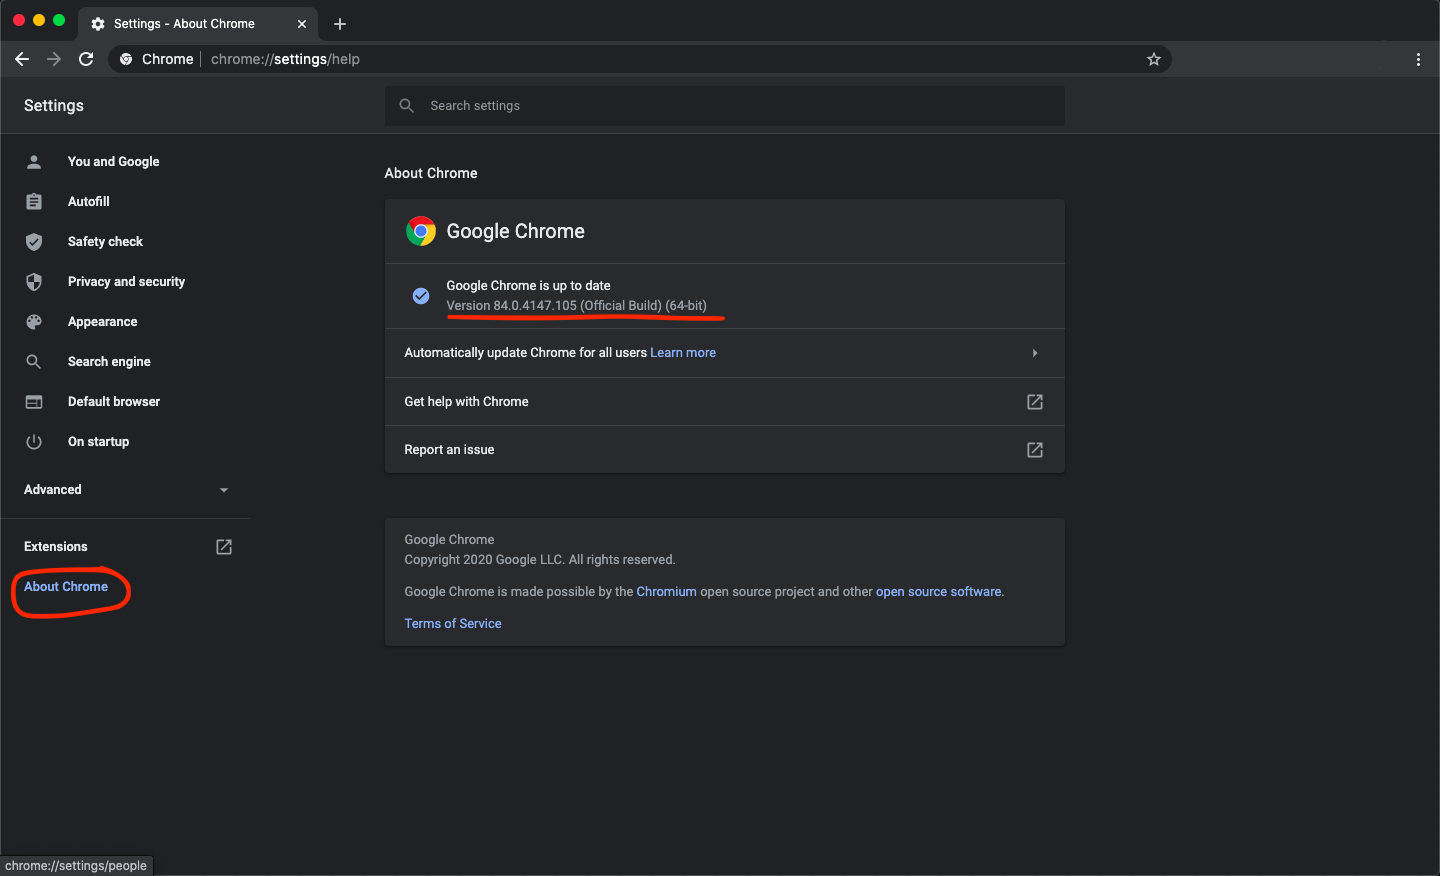 Settings - About Chrome
Chrome chrome://settings/help
Settings
Search settings
You and Google
Autofill
Safety check
Privacy and security
Appearance
Search engine
Default browser
On startup
Advanced
Extensions
About Chrome
About Chrome
Google Chrome
Google Chrome is up to date
Version 84.0.4147.105 (Official Build) (64-bit)
Automatically update Chrome for all users Learn more
Get help with Chrome
Report an issue
Google Chrome
Copyright 2020 Google LLC. All rights reserved.
Google Chrome is made possible by the Chromium open source project and other open source software.
Terms of Service
chrome://settings/people